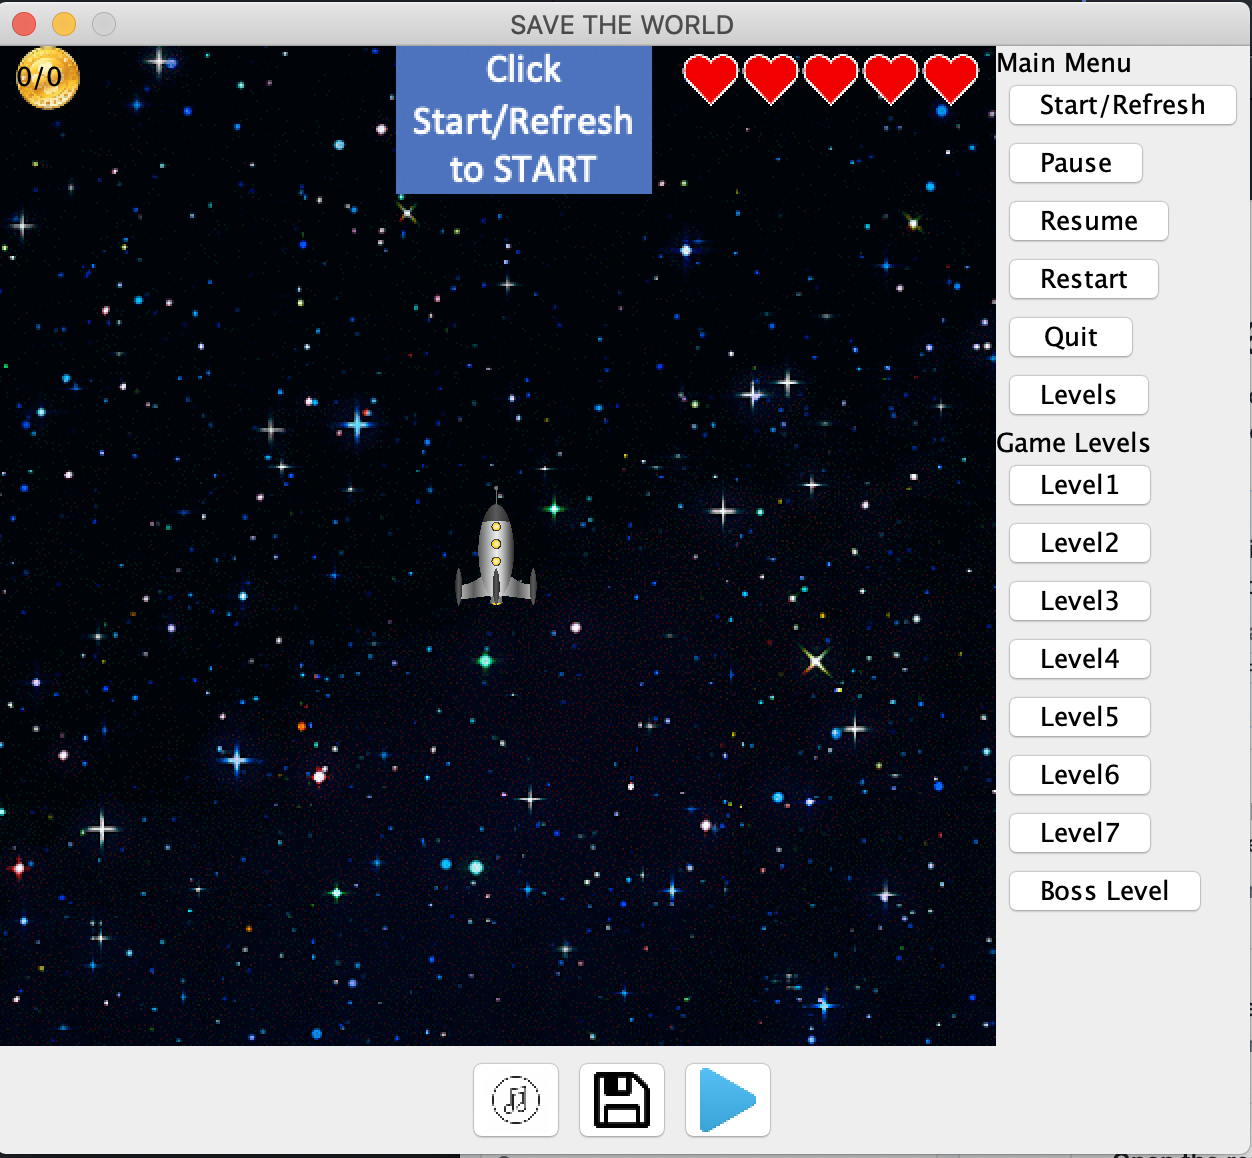 SAVE THE WORLD
0/0
Click
Start/Refresh
to START
Main Menu
Start/Refresh
Pause
Resume
Restart
Quit
Levels
Game Levels
Level1
Level2
Level3
Level4
Level5
Level6
Level7
Boss Level